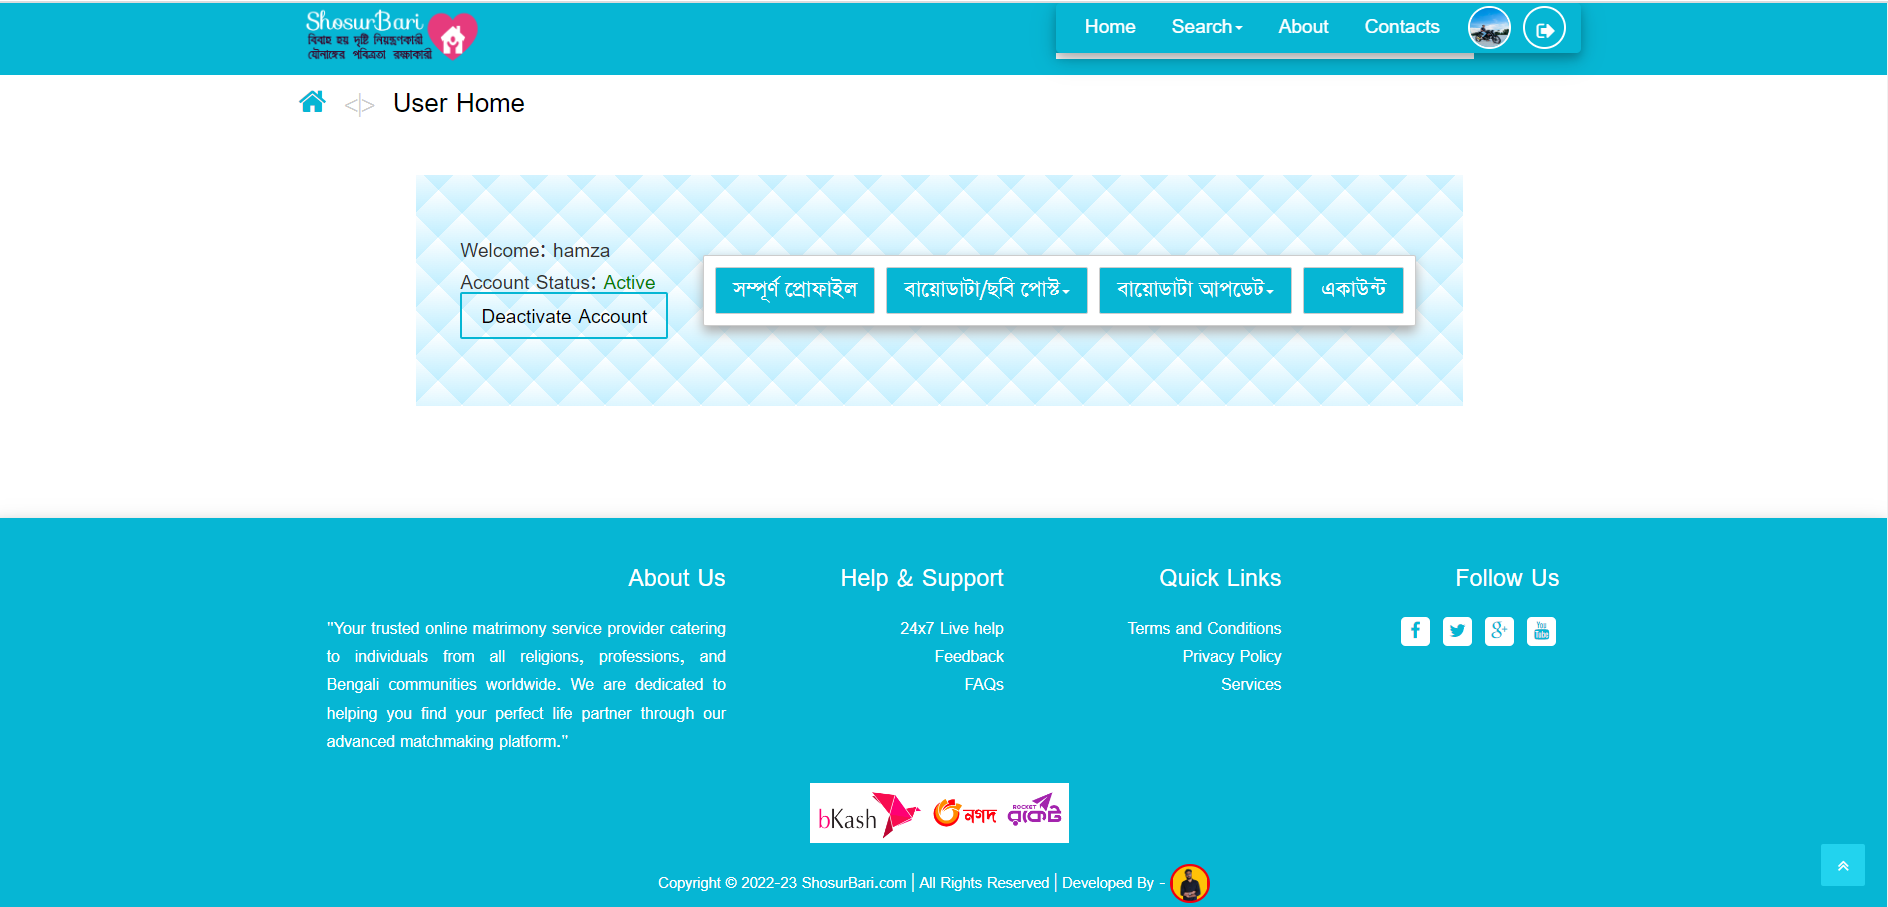 ShosurBari
বিবাহ হয় দৃষ্টি নিয়ন্ত্রণকারী
যৌনাঙ্গের পবিত্রতা রক্ষাকারী
Home Search About Contacts
<|> User Home
Welcome: hamza
Account Status: Active
Deactivate Account
সম্পূর্ণ প্রোফাইল বায়োডাটা/ছবি পোস্ট বায়োডাটা আপডেট একাউন্ট
About Us
"Your trusted online matrimony service provider catering
to individuals from all religions, professions, and
Bengali communities worldwide. We are dedicated to
helping you find your perfect life partner through our
advanced matchmaking platform."
Help & Support
24x7 Live help
Feedback
FAQs
Quick Links
Terms and Conditions
Privacy Policy
Services
Follow Us
You Tube
bKash নগদ ROCKET রকেট
Copyright © 2022-23 ShosurBari.com | All Rights Reserved | Developed By -